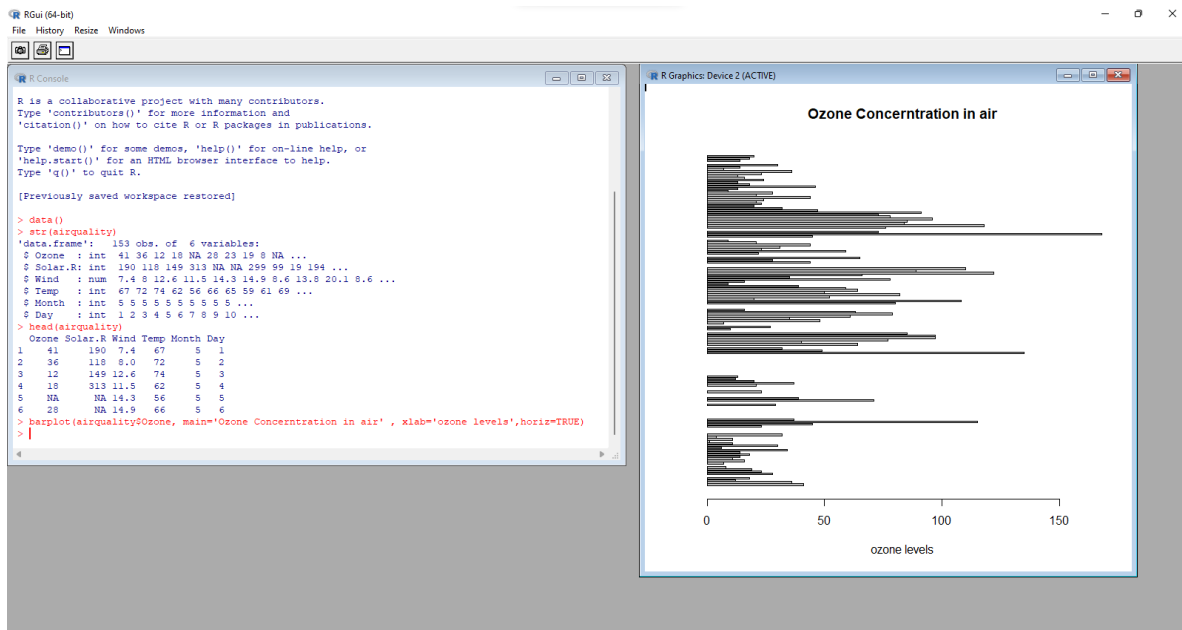 RGui (64-bit)
File History Resize Windows
R Console
R is a collaborative project with many contributors.
Type 'contributors()' for more information and
'citation()' on how to cite R or R packages in publications.
Type 'demo()' for some demos, 'help()' for on-line help, or
'help.start()' for an HTML browser interface to help.
Type 'q()' to quit R.
[Previously saved workspace restored]
> data()
> str(airquality)
'data.frame':   153 obs. of  6 variables:
 $ Ozone  : int  41 36 12 18 NA 28 23 19 8 NA ...
 $ Solar.R: int  190 118 149 313 NA NA 299 99 19 194 ...
 $ Wind   : num  7.4 8 12.6 11.5 14.3 14.9 8.6 13.8 20.1 8.6 ...
 $ Temp   : int  67 72 74 62 56 66 65 59 61 69 ...
 $ Month  : int  5 5 5 5 5 5 5 5 5 5 ...
 $ Day    : int  1 2 3 4 5 6 7 8 9 10 ...
> head(airquality)
  Ozone Solar.R Wind Temp Month Day
1    41     190  7.4   67     5   1
2    36     118  8.0   72     5   2
3    12     149 12.6   74     5   3
4    18     313 11.5   62     5   4
5    NA      NA 14.3   56     5   5
6    28      NA 14.9   66     5   6
> barplot(airquality$Ozone, main='Ozone Concerntration in air' , xlab='ozone levels',horiz=TRUE)
>
R Graphics: Device 2 (ACTIVE)
Ozone Concerntration in air
0 50 100 150
ozone levels